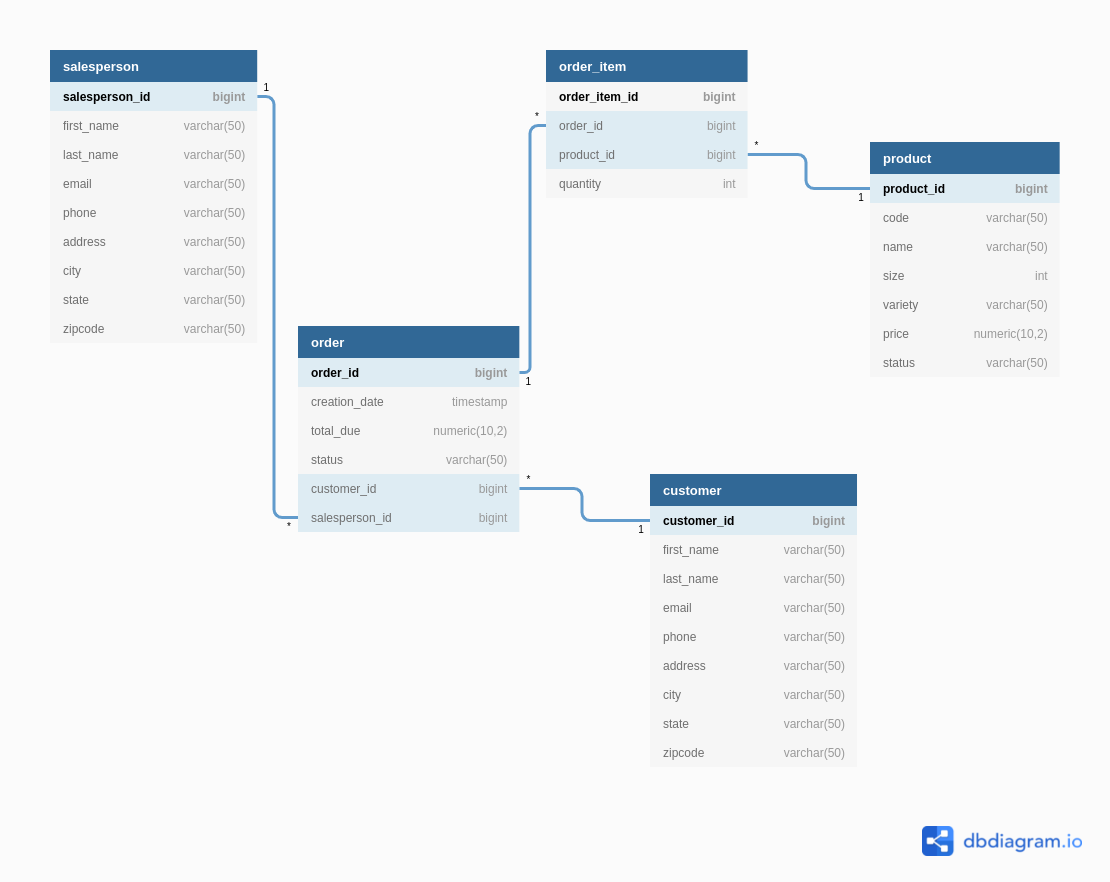 salesperson
salesperson_id bigint
first_name varchar(50)
last_name varchar(50)
email varchar(50)
phone varchar(50)
address varchar(50)
city varchar(50)
state varchar(50)
zipcode varchar(50)
1
*
order
order_id bigint
creation_date timestamp
total_due numeric(10,2)
status varchar(50)
customer_id bigint
salesperson_id bigint
1
*
*
1
order_item
order_item_id bigint
order_id bigint
product_id bigint
quantity int
*
1
product
product_id bigint
code varchar(50)
name varchar(50)
size int
variety varchar(50)
price numeric(10,2)
status varchar(50)
customer
customer_id bigint
first_name varchar(50)
last_name varchar(50)
email varchar(50)
phone varchar(50)
address varchar(50)
city varchar(50)
state varchar(50)
zipcode varchar(50)
dbdiagram.io